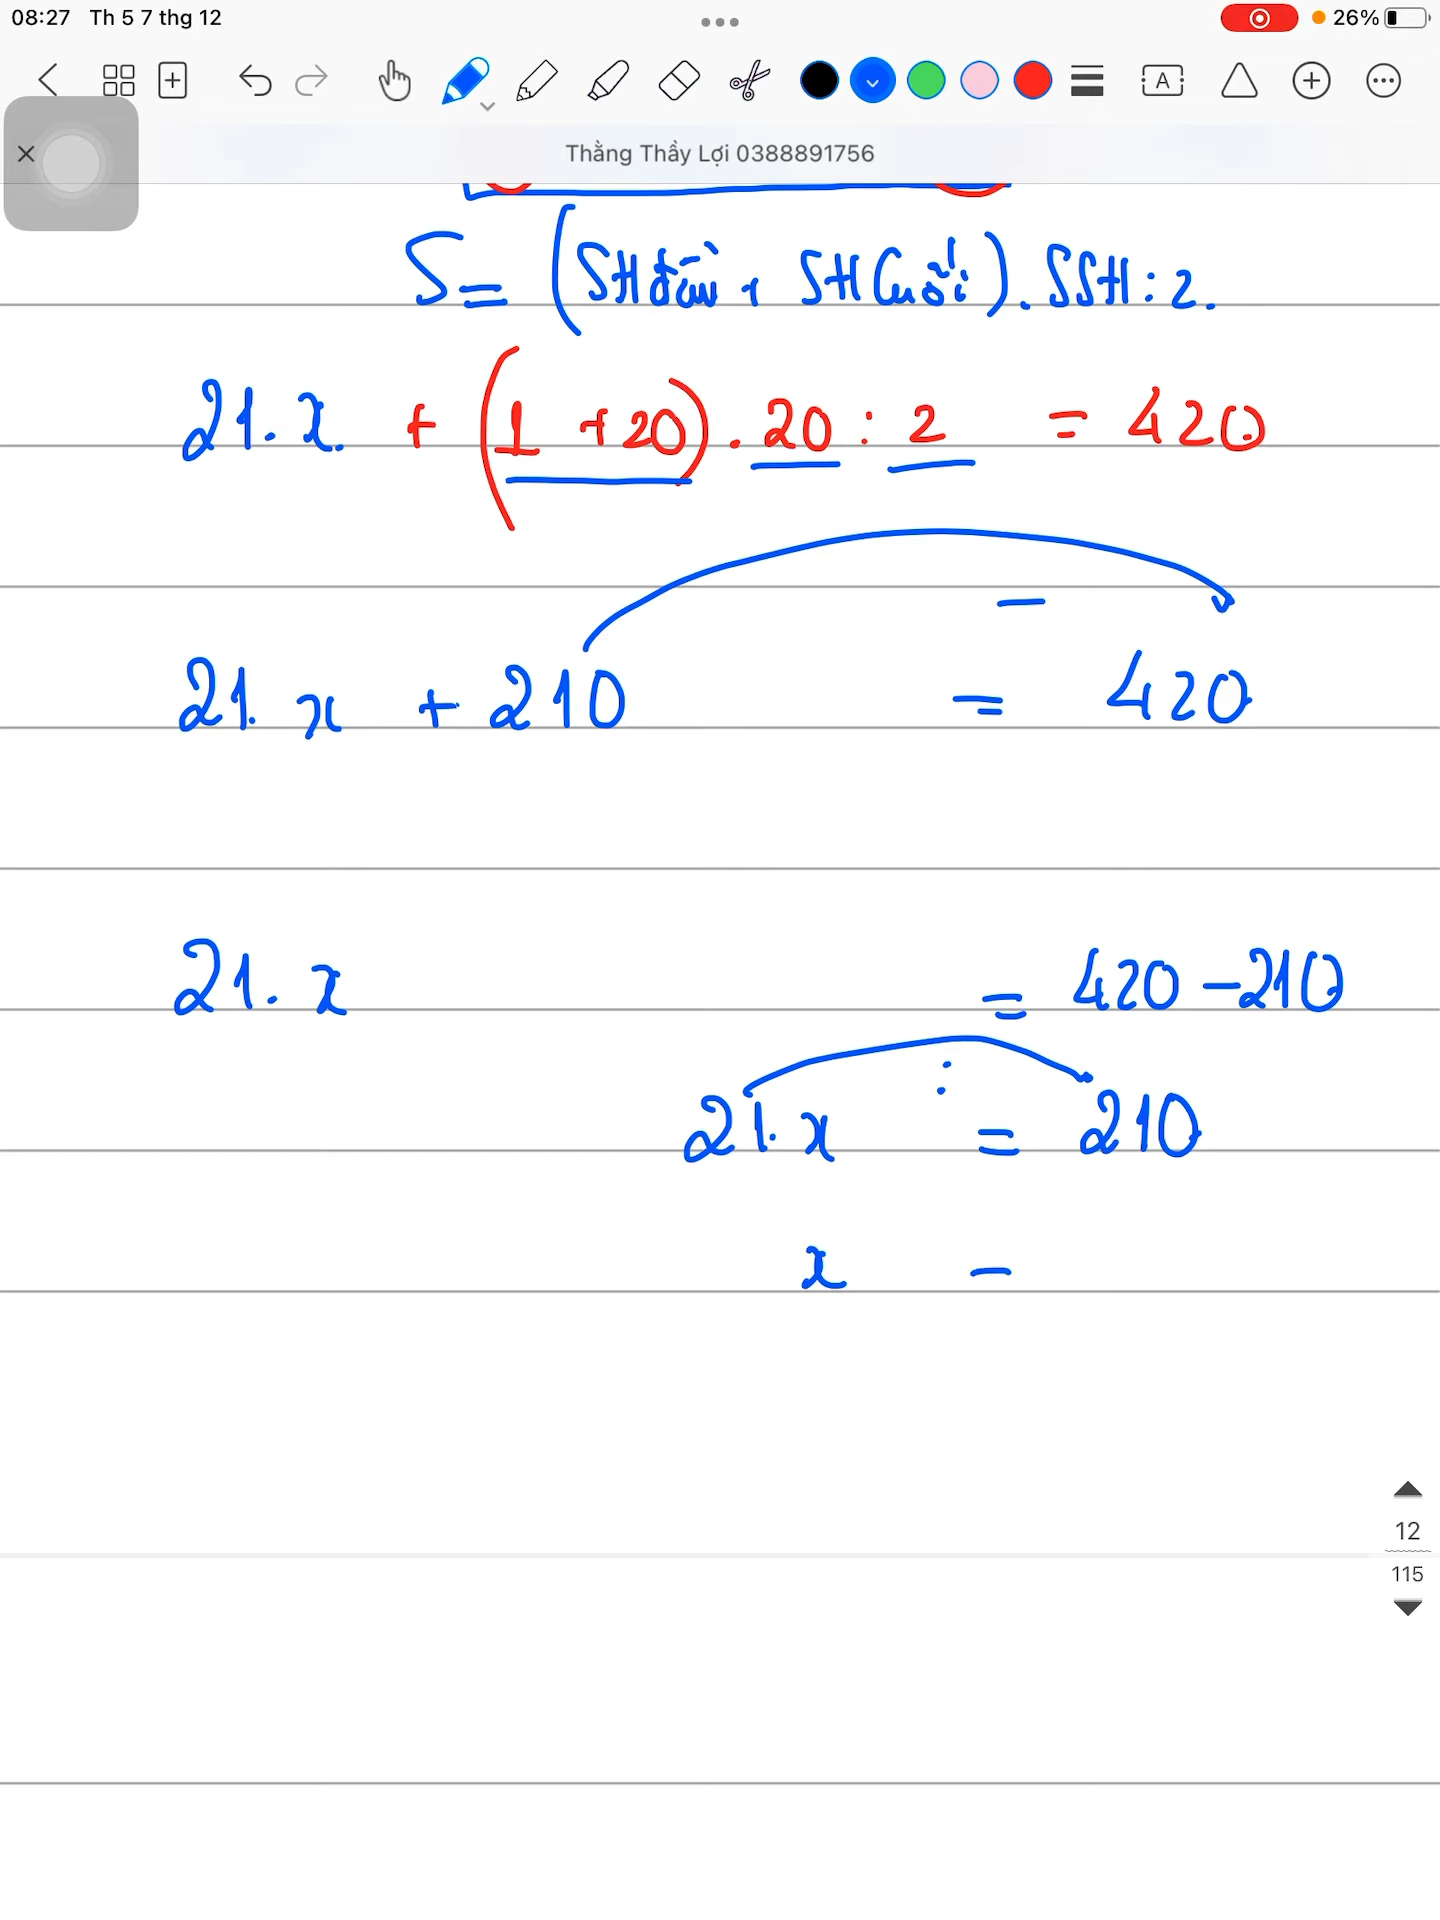 08:27 Th 5 7 thg 12 26%
A
Thằng Thầy Lợi 0388891756
S = (SH đầu + SH Cuối). SSH : 2.
21. x + (1 + 20) . 20 : 2 = 420
–
21. x + 210 = 420
21. x = 420 – 210
:
21. x = 210
x –
12
115